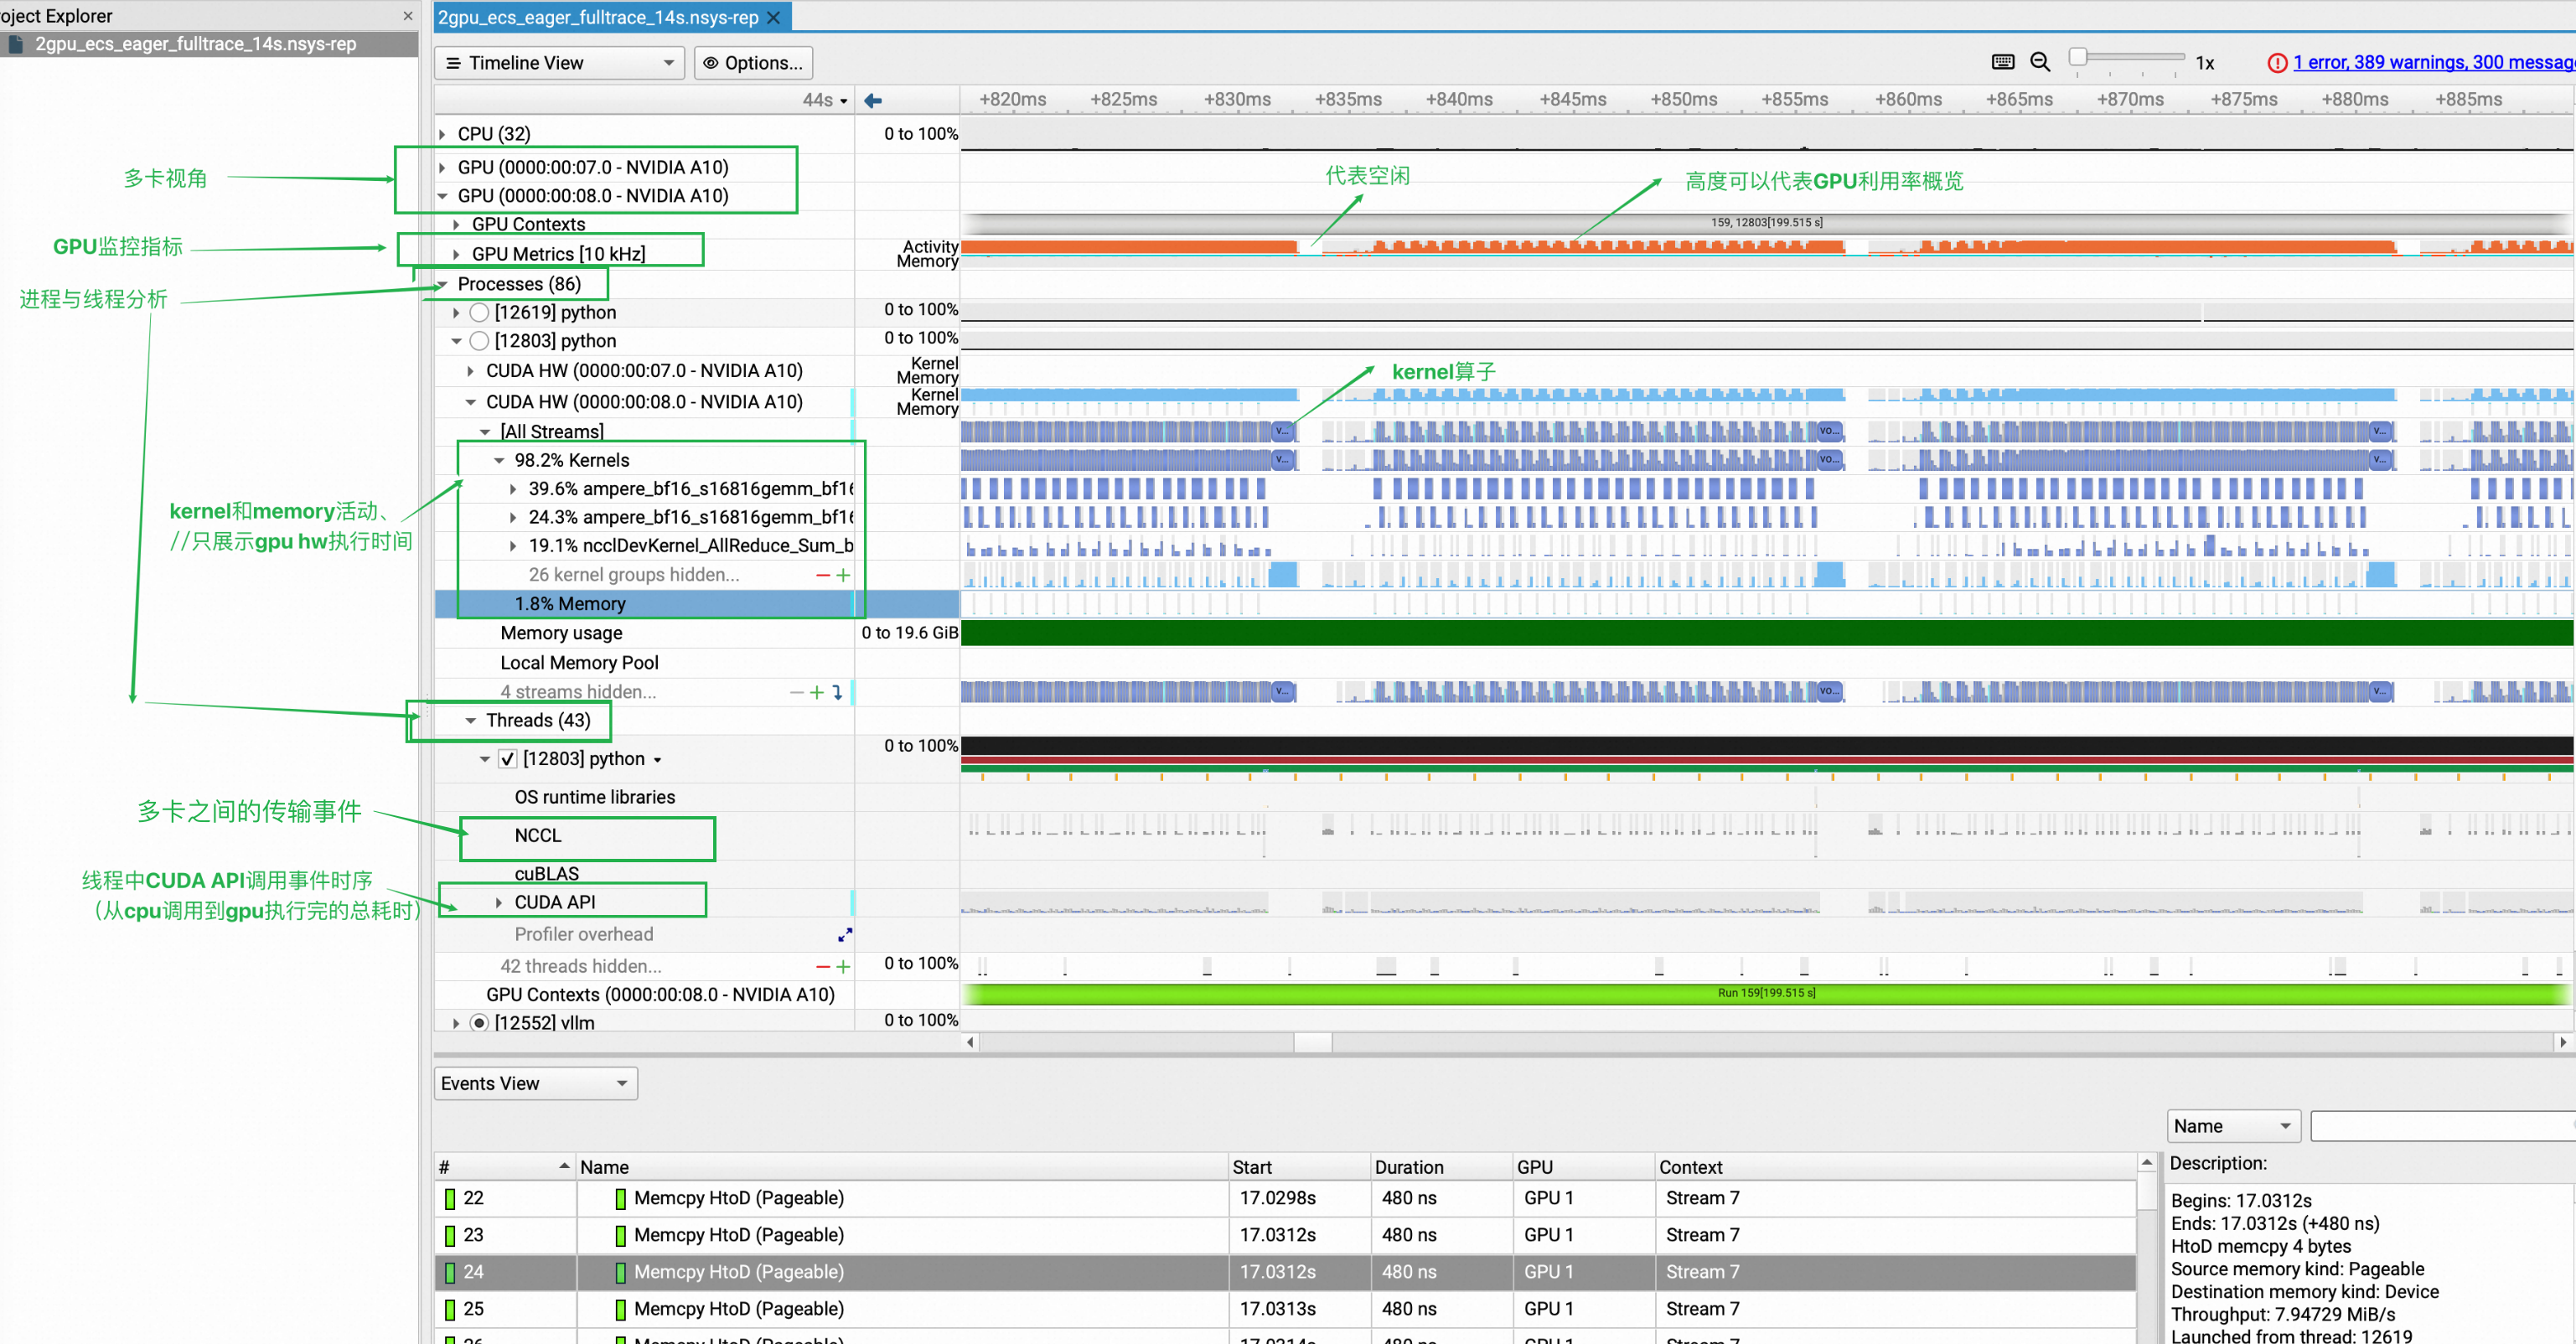 oject Explorer
2gpu_ecs_eager_fulltrace_14s.nsys-rep
2gpu_ecs_eager_fulltrace_14s.nsys-rep
Timeline View
Options...
1x
1 error, 389 warnings, 300 messag
44s
+820ms +825ms +830ms +835ms +840ms +845ms +850ms +855ms +860ms +865ms +870ms +875ms +880ms +885ms
CPU (32)
0 to 100%
多卡视角
GPU (0000:00:07.0 - NVIDIA A10)
GPU (0000:00:08.0 - NVIDIA A10)
代表空闲
高度可以代表GPU利用率概览
GPU Contexts
159, 12803[199.515 s]
GPU监控指标
GPU Metrics [10 kHz]
Activity
Memory
进程与线程分析
Processes (86)
[12619] python
0 to 100%
[12803] python
0 to 100%
CUDA HW (0000:00:07.0 - NVIDIA A10)
Kernel
Memory
kernel算子
CUDA HW (0000:00:08.0 - NVIDIA A10)
Kernel
Memory
[All Streams]
v...
vo...
v...
98.2% Kernels
v...
vo...
v...
39.6% ampere_bf16_s16816gemm_bf16
kernel和memory活动、
//只展示gpu hw执行时间
24.3% ampere_bf16_s16816gemm_bf16
19.1% ncclDevKernel_AllReduce_Sum_b
26 kernel groups hidden...
1.8% Memory
Memory usage
0 to 19.6 GiB
Local Memory Pool
4 streams hidden...
v...
vo...
v...
Threads (43)
[12803] python
0 to 100%
OS runtime libraries
多卡之间的传输事件
NCCL
cuBLAS
线程中CUDA API调用事件时序
（从cpu调用到gpu执行完的总耗时）
CUDA API
Profiler overhead
42 threads hidden...
0 to 100%
GPU Contexts (0000:00:08.0 - NVIDIA A10)
Run 159[199.515 s]
[12552] vllm
0 to 100%
Events View
Name
# Name Start Duration GPU Context
22 Memcpy HtoD (Pageable) 17.0298s 480 ns GPU 1 Stream 7
23 Memcpy HtoD (Pageable) 17.0312s 480 ns GPU 1 Stream 7
24 Memcpy HtoD (Pageable) 17.0312s 480 ns GPU 1 Stream 7
25 Memcpy HtoD (Pageable) 17.0313s 480 ns GPU 1 Stream 7
26 Memcpy HtoD (Pageable) 17.0314s 480 ns GPU 1 Stream 7
Description:
Begins: 17.0312s
Ends: 17.0312s (+480 ns)
HtoD memcpy 4 bytes
Source memory kind: Pageable
Destination memory kind: Device
Throughput: 7.94729 MiB/s
Launched from thread: 12619